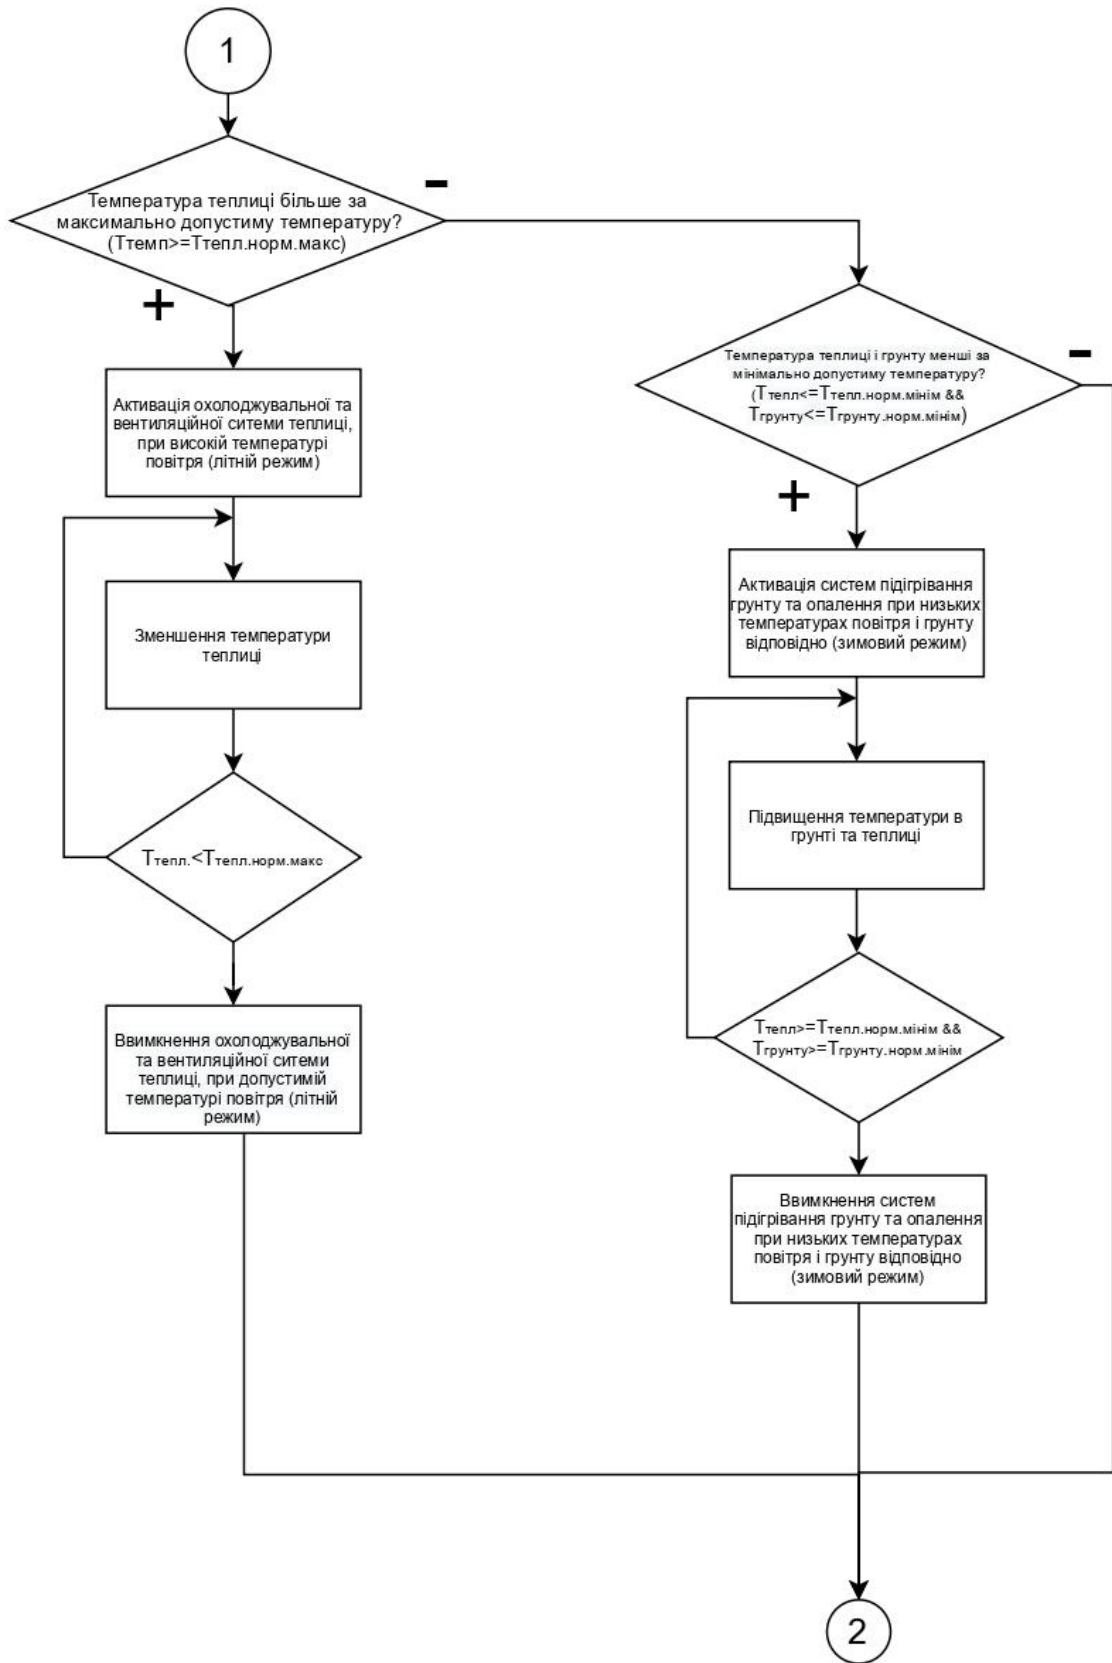 1
Температура теплиці більше за
максимально допустиму температуру?
(Ттемп>=Ттепл.норм.макс)
-
+
Температура теплиці і грунту менші за
мінімально допустиму температуру?
(Ттепл<=Ттепл.норм.мінім &&
Тгрунту<=Тгрунту.норм.мінім)
-
+
Активація охолоджувальної та
вентиляційної ситеми теплиці,
при високій температурі
повітря (літній режим)
Зменшення температури
теплиці
Ттепл.<Ттепл.норм.макс
Ввимкнення охолоджувальної
та вентиляційної ситеми
теплиці, при допустимій
температурі повітря (літній
режим)
Активація систем підігрівання
грунту та опалення при низьких
температурах повітря і грунту
відповідно (зимовий режим)
Підвищення температури в
грунті та теплиці
Ттепл>=Ттепл.норм.мінім &&
Тгрунту>=Тгрунту.норм.мінім
Ввимкнення систем
підігрівання грунту та опалення
при низьких температурах
повітря і грунту відповідно
(зимовий режим)
2